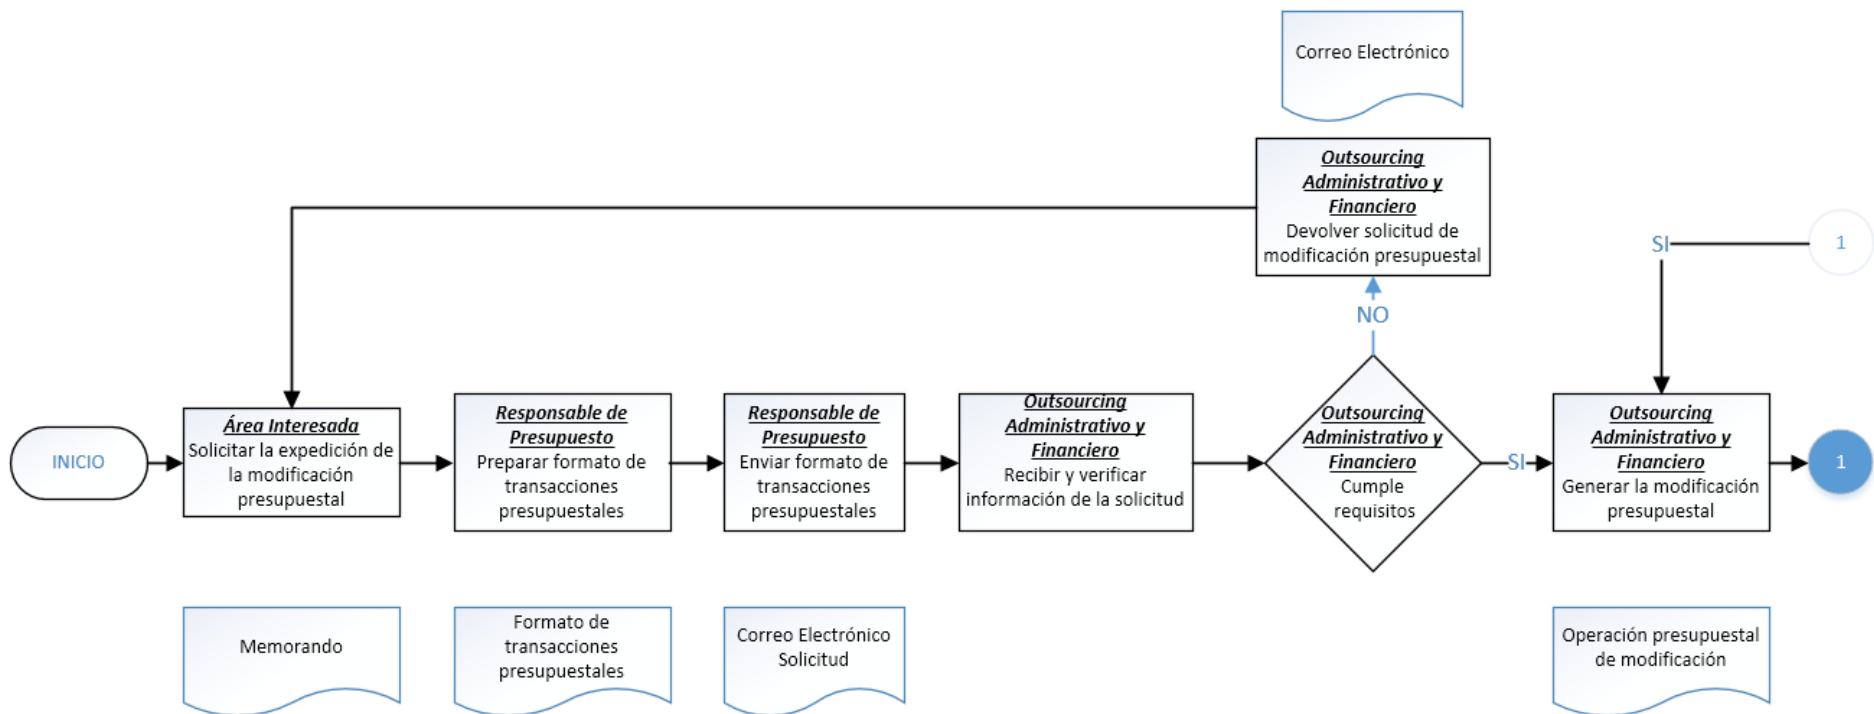 Correo Electrónico
Outsourcing
Administrativo y
Financiero
Devolver solicitud de
modificación presupuestal
SI
1
NO
INICIO
Área Interesada
Solicitar la expedición de
la modificación
presupuestal
Responsable de
Presupuesto
Preparar formato de
transacciones
presupuestales
Responsable de
Presupuesto
Enviar formato de
transacciones
presupuestales
Outsourcing
Administrativo y
Financiero
Recibir y verificar
información de la solicitud
Outsourcing
Administrativo y
Financiero
Cumple
requisitos
SI
Outsourcing
Administrativo y
Financiero
Generar la modificación
presupuestal
1
Memorando
Formato de
transacciones
presupuestales
Correo Electrónico
Solicitud
Operación presupuestal
de modificación